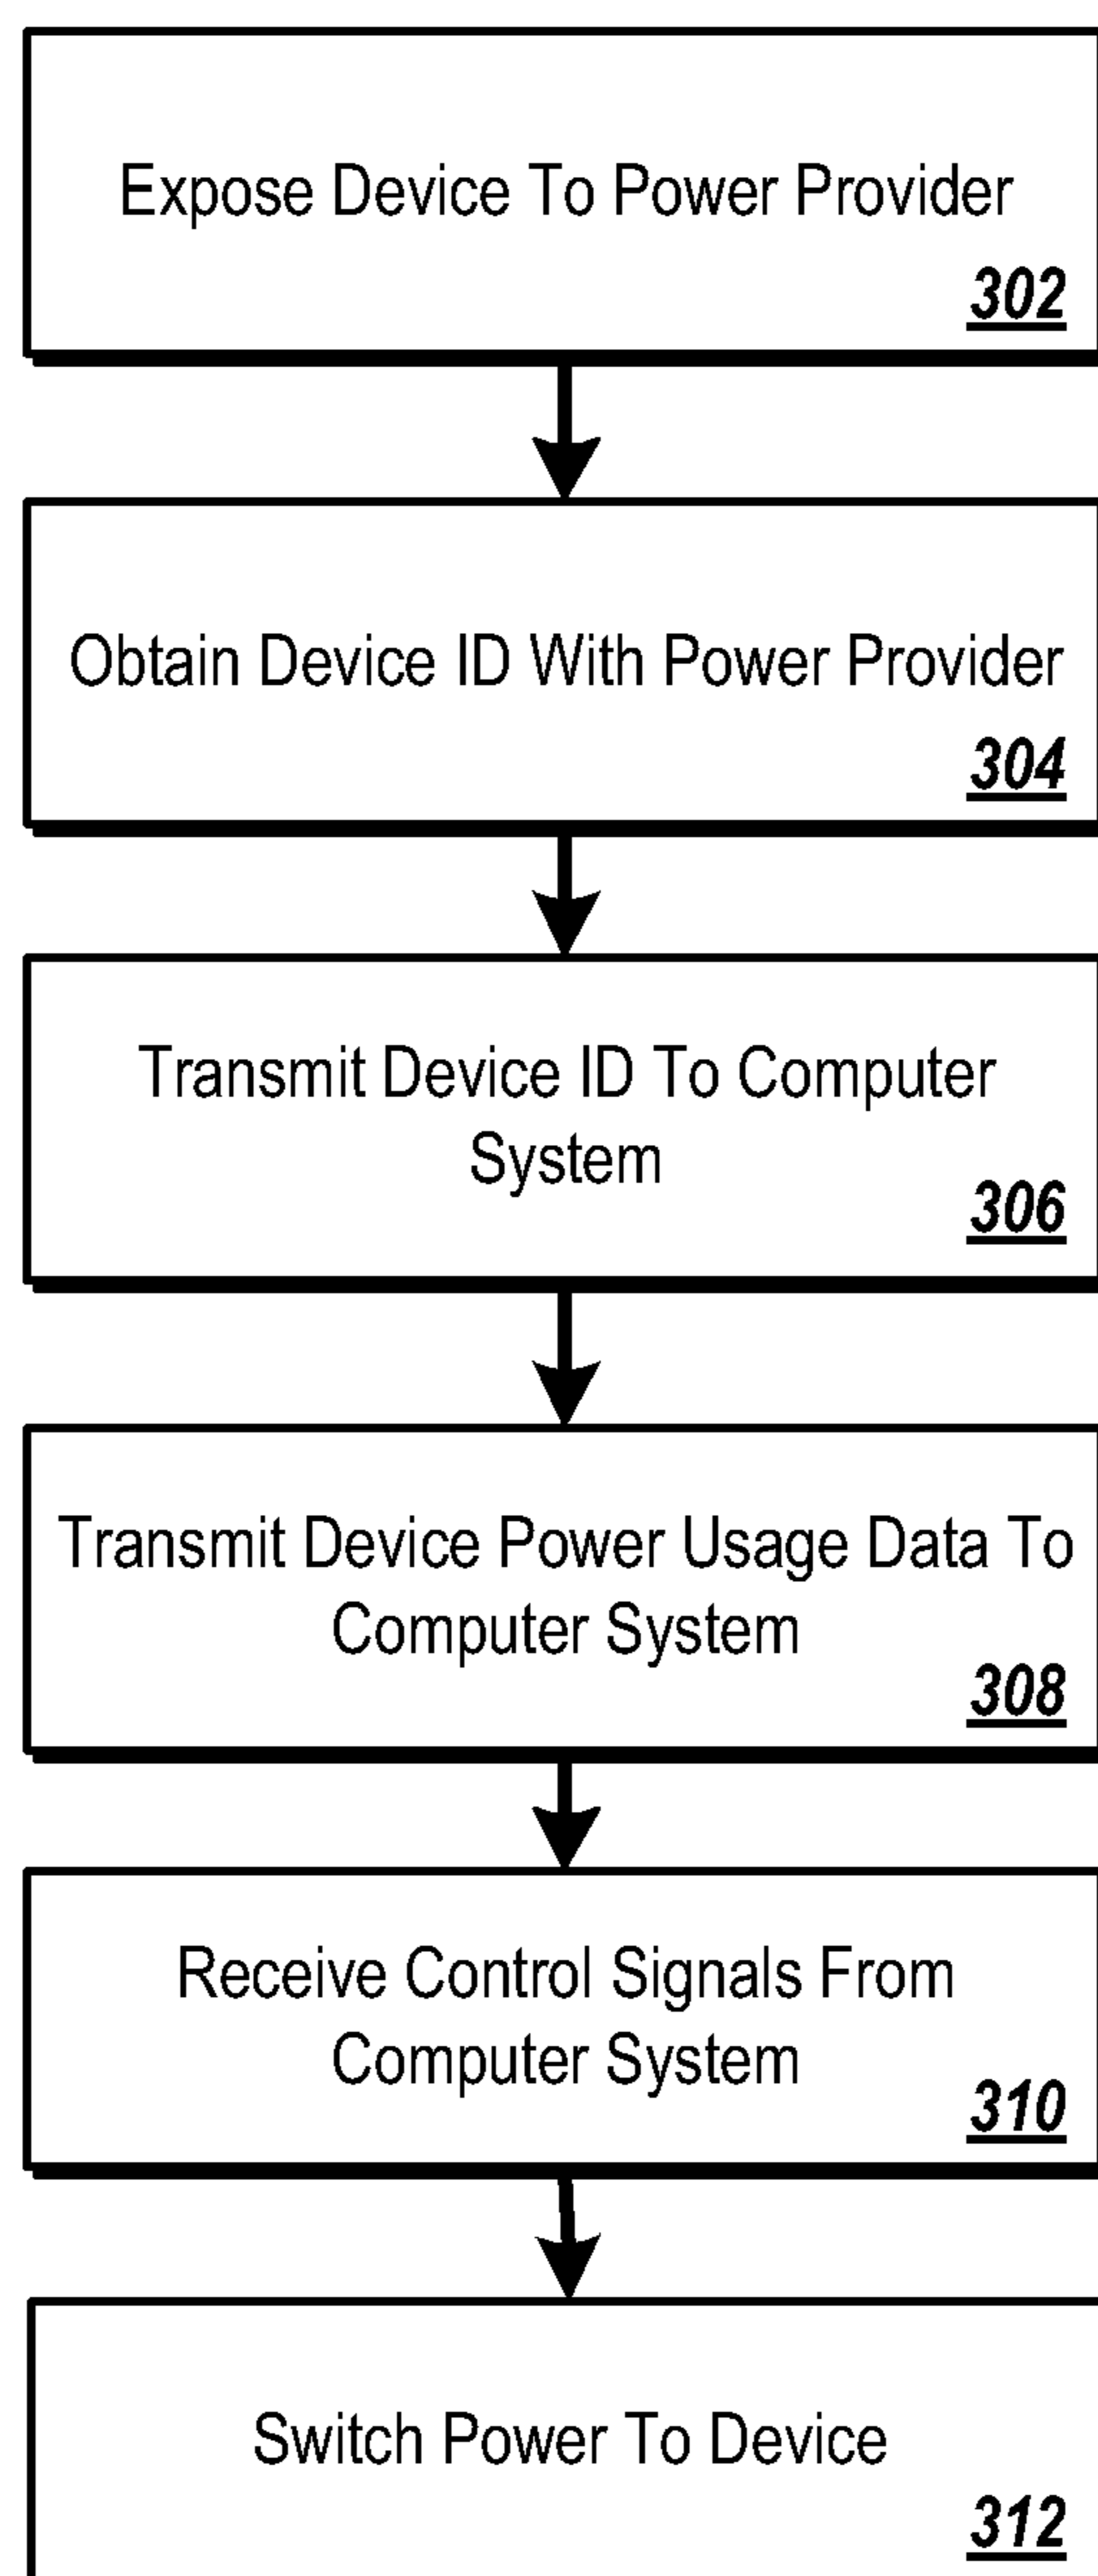 Expose Device To Power Provider
302
Obtain Device ID With Power Provider
304
Transmit Device ID To Computer
System
306
Transmit Device Power Usage Data To
Computer System
308
Receive Control Signals From
Computer System
310
Switch Power To Device
312